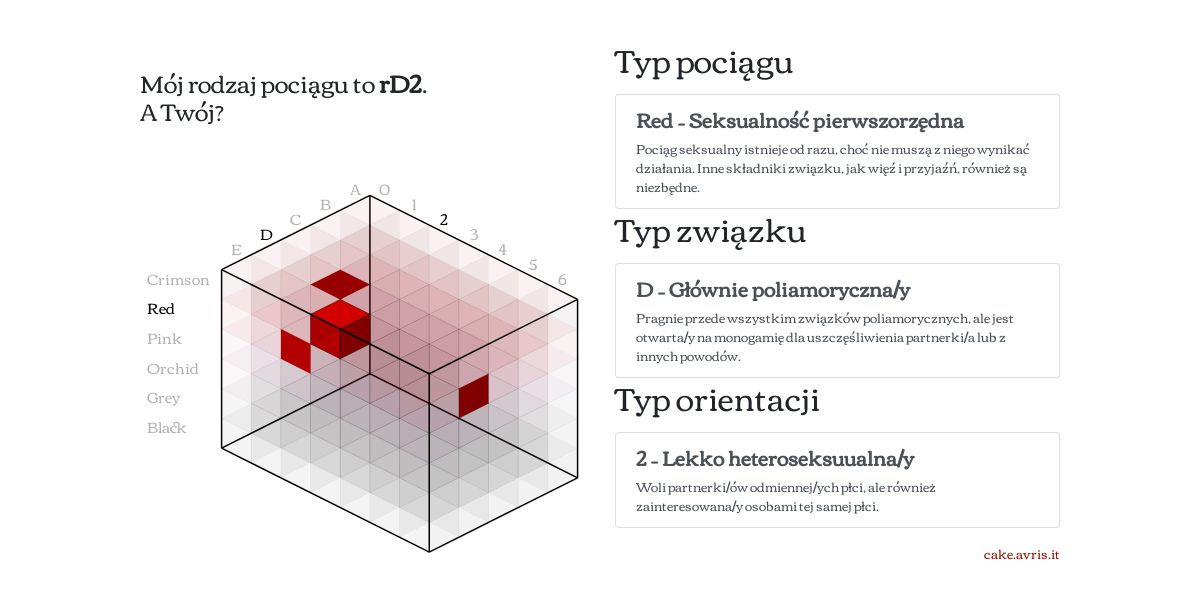 Mój rodzaj pociągu to rD2.
A Twój?
A
B
C
D
E
0
1
2
3
4
5
6
Crimson
Red
Pink
Orchid
Grey
Black
Typ pociągu
Red – Seksualność pierwszorzędna
Pociąg seksualny istnieje od razu, choć nie muszą z niego wynikać
działania. Inne składniki związku, jak więź i przyjaźń, również są
niezbędne.
Typ związku
D – Głównie poliamoryczna/y
Pragnie przede wszystkim związków poliamorycznych, ale jest
otwarta/y na monogamię dla uszczęśliwienia partnerki/a lub z
innych powodów.
Typ orientacji
2 – Lekko heteroseksuualna/y
Woli partnerki/ów odmiennej/ych płci, ale również
zainteresowana/y osobami tej samej płci.
cake.avris.it